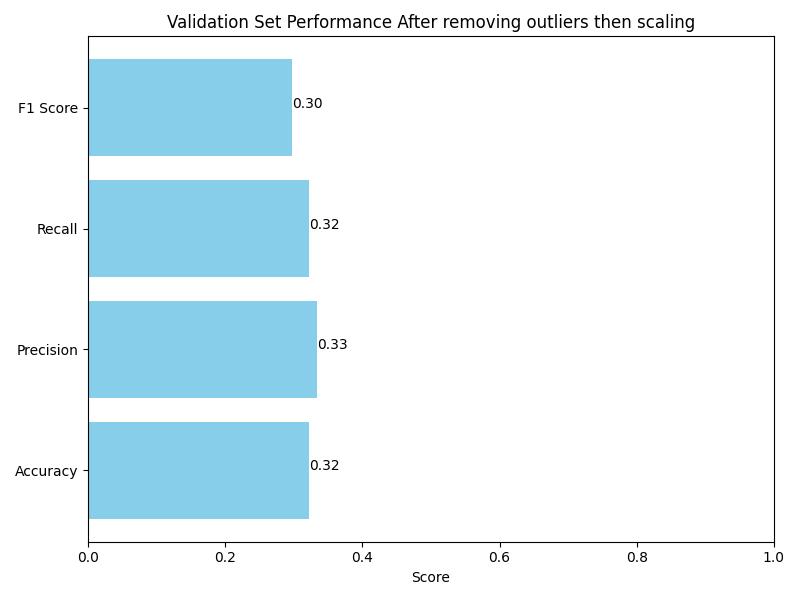 Validation Set Performance After removing outliers then scaling
F1 Score
0.30
Recall
0.32
Precision
0.33
Accuracy
0.32
0.0 0.2 0.4 0.6 0.8 1.0
Score